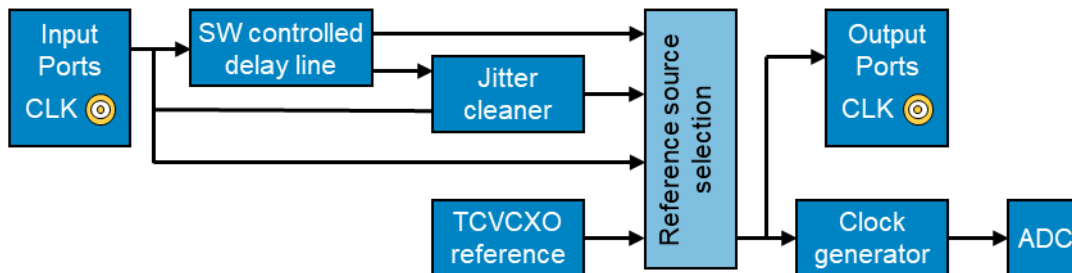 Input
Ports
CLK
SW controlled
delay line
Jitter
cleaner
TCVCXO
reference
Reference source
selection
Output
Ports
CLK
Clock
generator
ADC